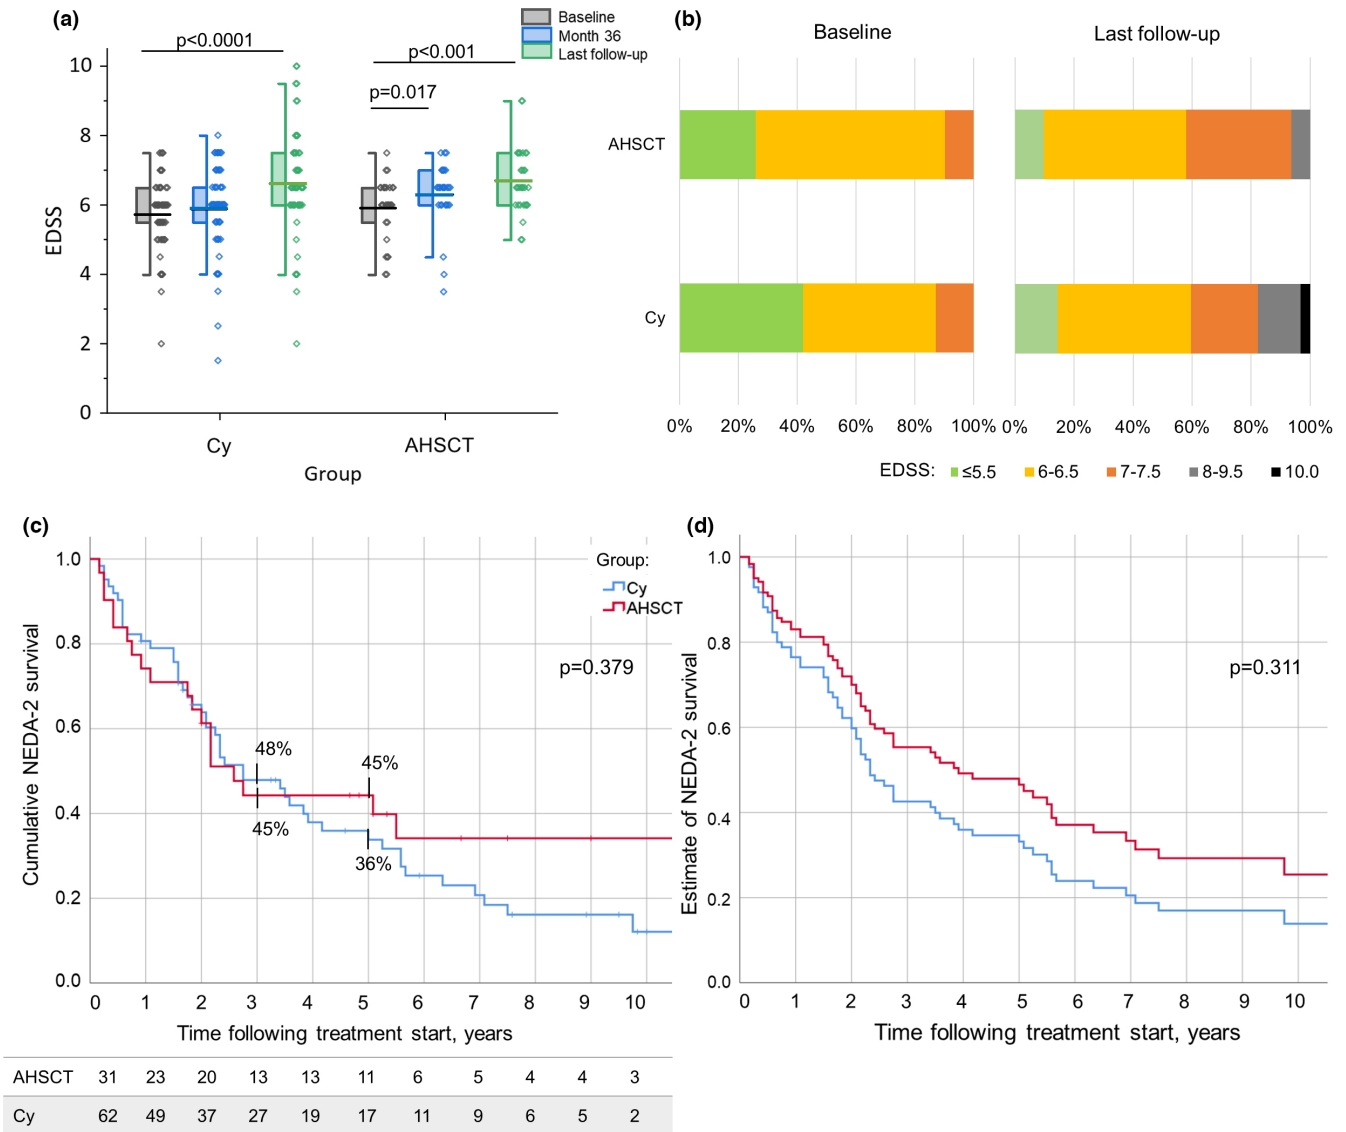 (a)
Baseline
Month 36
Last follow-up
p<0.0001
p<0.001
p=0.017
10
8
6
4
2
0
EDSS
Cy
AHSCT
Group
(b)
Baseline
Last follow-up
AHSCT
Cy
0% 20% 40% 60% 80% 100%
0% 20% 40% 60% 80% 100%
EDSS: ≤5.5 6-6.5 7-7.5 8-9.5 10.0
(c)
1.0
0.8
0.6
0.4
0.2
0.0
Cumulative NEDA-2 survival
Group:
Cy
AHSCT
p=0.379
48%
45%
45%
36%
0 1 2 3 4 5 6 7 8 9 10
Time following treatment start, years
AHSCT 31 23 20 13 13 11 6 5 4 4 3
Cy 62 49 37 27 19 17 11 9 6 5 2
(d)
1.0
0.8
0.6
0.4
0.2
0.0
Estimate of NEDA-2 survival
p=0.311
0 1 2 3 4 5 6 7 8 9 10
Time following treatment start, years